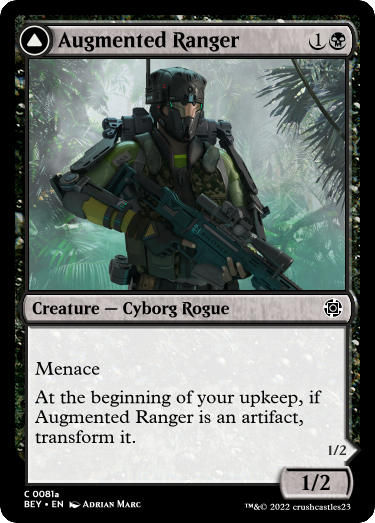 Augmented Ranger 1
Creature — Cyborg Rogue
Menace
At the beginning of your upkeep, if
Augmented Ranger is an artifact,
transform it.
1/2
1/2
C 0081a
BEY • EN Adrian Marc
™&© 2022 crushcastles23